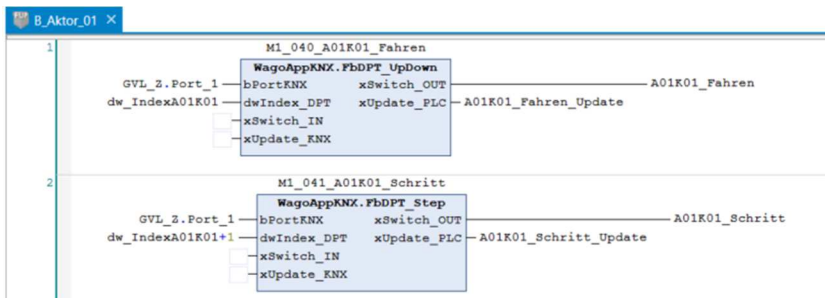 B_Aktor_01 ×
1
M1_040_A01K01_Fahren
WagoAppKNX.FbDPT_UpDown
GVL_Z.Port_1 bPortKNX xSwitch_OUT A01K01_Fahren
dw_IndexA01K01 dwIndex_DPT xUpdate_PLC A01K01_Fahren_Update
xSwitch_IN
xUpdate_KNX
2
M1_041_A01K01_Schritt
WagoAppKNX.FbDPT_Step
GVL_Z.Port_1 bPortKNX xSwitch_OUT A01K01_Schritt
dw_IndexA01K01+1 dwIndex_DPT xUpdate_PLC A01K01_Schritt_Update
xSwitch_IN
xUpdate_KNX